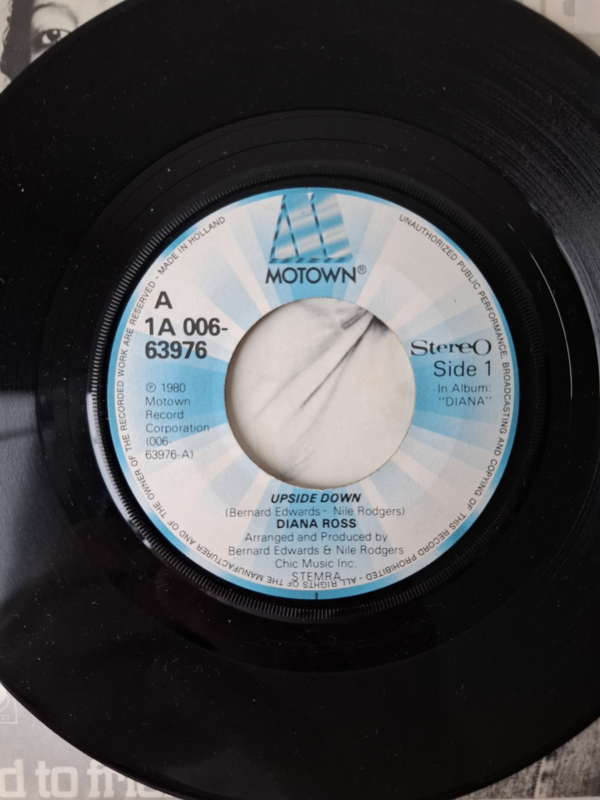 MOTOWN®
A
1A 006-
63976
℗ 1980
Motown
Record
Corporation
(006-
63976-A)
Stereo
Side 1
In Album:
"DIANA"
UPSIDE DOWN
(Bernard Edwards - Nile Rodgers)
DIANA ROSS
Arranged and Produced by
Bernard Edwards & Nile Rodgers
Chic Music Inc.
STEMRA
UNAUTHORIZED PUBLIC PERFORMANCE, BROADCASTING AND COPYING OF THIS RECORD PROHIBITED - ALL RIGHTS OF THE MANUFACTURER AND OF THE OWNER OF THE RECORDED WORK ARE RESERVED - MADE IN HOLLAND
d to